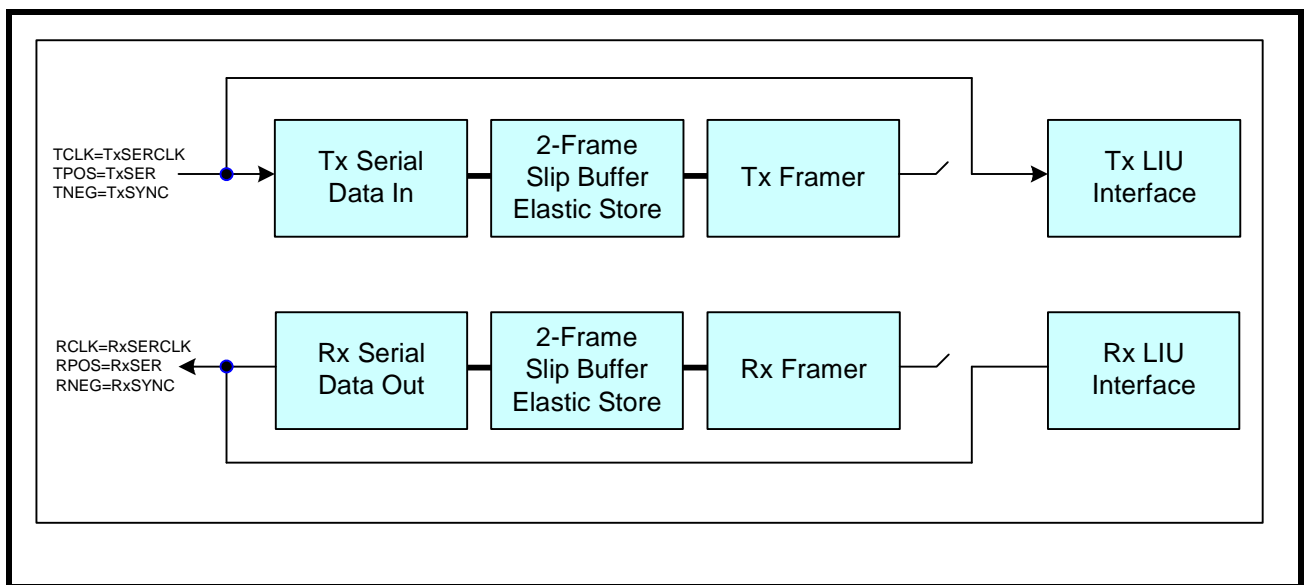 TCLK=TxSERCLK
TPOS=TxSER
TNEG=TxSYNC
Tx Serial
Data In
2-Frame
Slip Buffer
Elastic Store
Tx Framer
Tx LIU
Interface
RCLK=RxSERCLK
RPOS=RxSER
RNEG=RxSYNC
Rx Serial
Data Out
2-Frame
Slip Buffer
Elastic Store
Rx Framer
Rx LIU
Interface